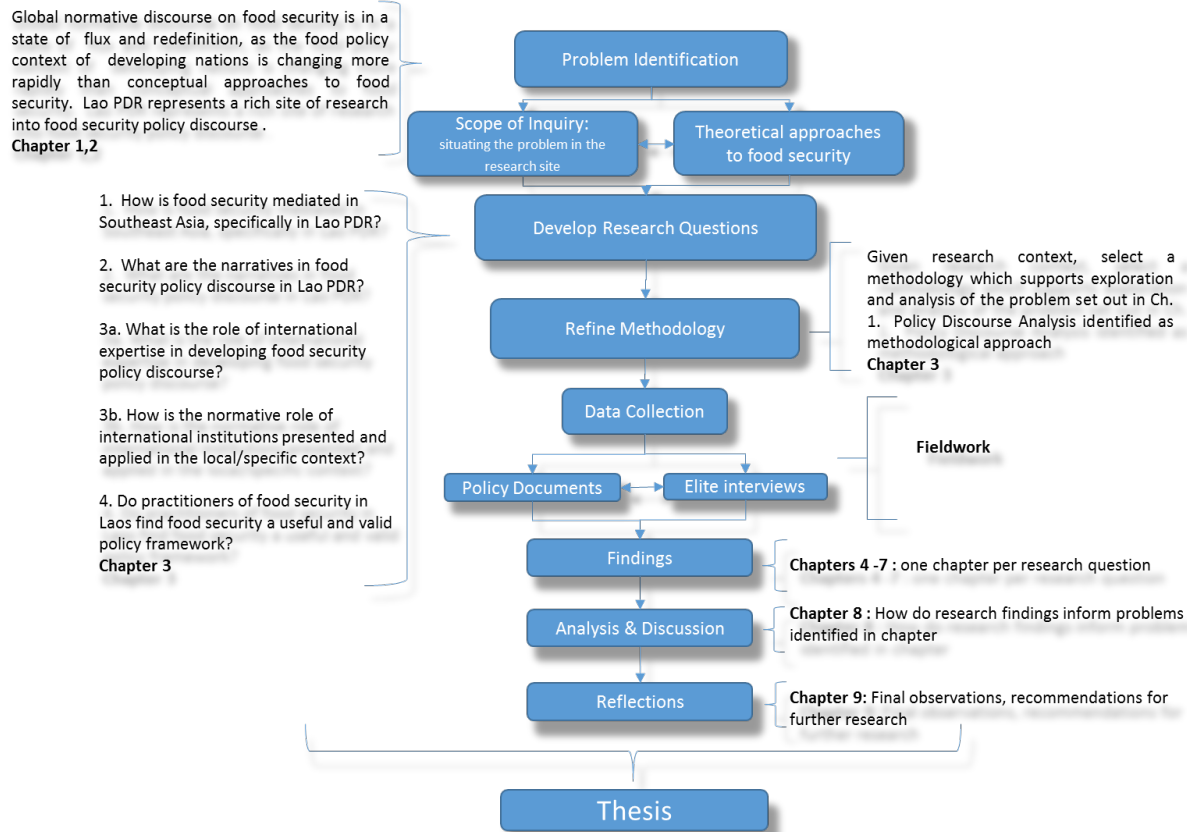 Global normative discourse on food security is in a
state of flux and redefinition, as the food policy
context of developing nations is changing more
rapidly than conceptual approaches to food
security. Lao PDR represents a rich site of research
into food security policy discourse .
Chapter 1,2
Problem Identification
Scope of Inquiry:
situating the problem in the
research site
Theoretical approaches
to food security
1. How is food security mediated in
Southeast Asia, specifically in Lao PDR?
2. What are the narratives in food
security policy discourse in Lao PDR?
3a. What is the role of international
expertise in developing food security
policy discourse?
3b. How is the normative role of
international institutions presented and
applied in the local/specific context?
4. Do practitioners of food security in
Laos find food security a useful and valid
policy framework?
Chapter 3
Develop Research Questions
Refine Methodology
Given research context, select a
methodology which supports exploration
and analysis of the problem set out in Ch.
1. Policy Discourse Analysis identified as
methodological approach
Chapter 3
Data Collection
Policy Documents
Elite interviews
Fieldwork
Findings
Chapters 4 -7 : one chapter per research question
Analysis & Discussion
Chapter 8 : How do research findings inform problems
identified in chapter
Reflections
Chapter 9: Final observations, recommendations for
further research
Thesis